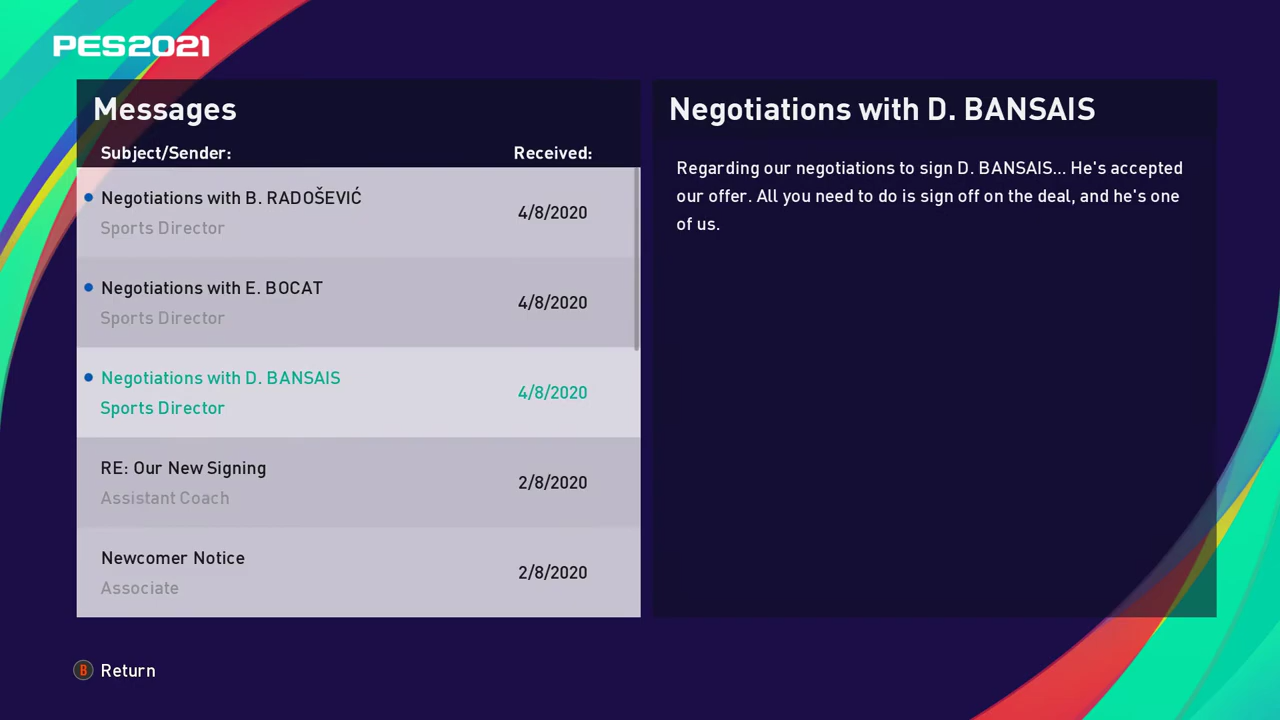 PES2021
Messages
Subject/Sender: Received:
Negotiations with B. RADOŠEVIĆ
Sports Director
4/8/2020
Negotiations with E. BOCAT
Sports Director
4/8/2020
Negotiations with D. BANSAIS
Sports Director
4/8/2020
RE: Our New Signing
Assistant Coach
2/8/2020
Newcomer Notice
Associate
2/8/2020
Negotiations with D. BANSAIS
Regarding our negotiations to sign D. BANSAIS... He's accepted
our offer. All you need to do is sign off on the deal, and he's one
of us.
B Return